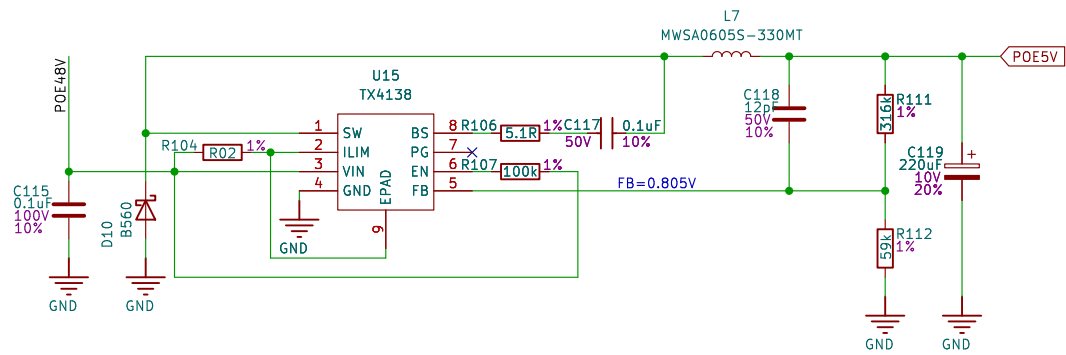 L7
MWSA0605S-330MT
POE5V
POE48V
U15
TX4138
C118
12pF
50V
10%
R111
1%
316k
R104
1%
R02
1
SW
2
ILIM
3
VIN
4
GND
EPAD
9
BS
8
PG
7
EN
6
FB
5
R106
1%
5.1R
C117
50V
0.1uF
10%
R107
1%
100k
FB=0.805V
C119
220uF
10V
20%
+
C115
0.1uF
100V
10%
D10
B560
R112
1%
59k
GND
GND
GND
GND
GND